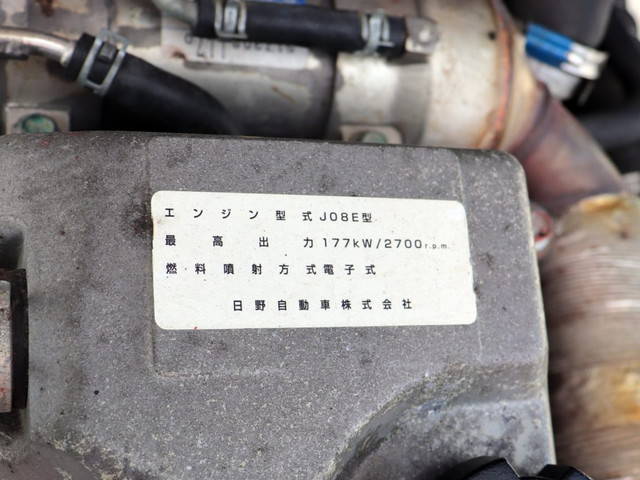 エンジン型式J08E型
最高出力177kW/2700r.p.m.
燃料噴射方式電子式
日野自動車株式会社